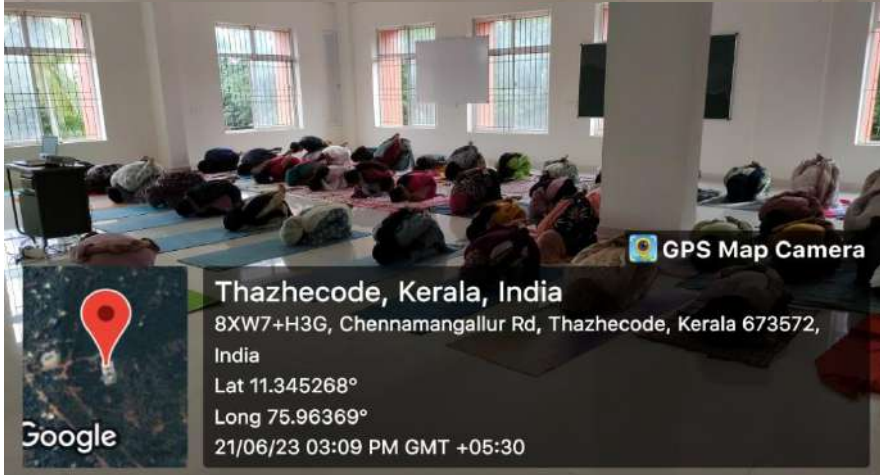 GPS Map Camera
Thazhecode, Kerala, India
8XW7+H3G, Chennamangallur Rd, Thazhecode, Kerala 673572,
India
Lat 11.345268°
Long 75.96369°
21/06/23 03:09 PM GMT +05:30
Google